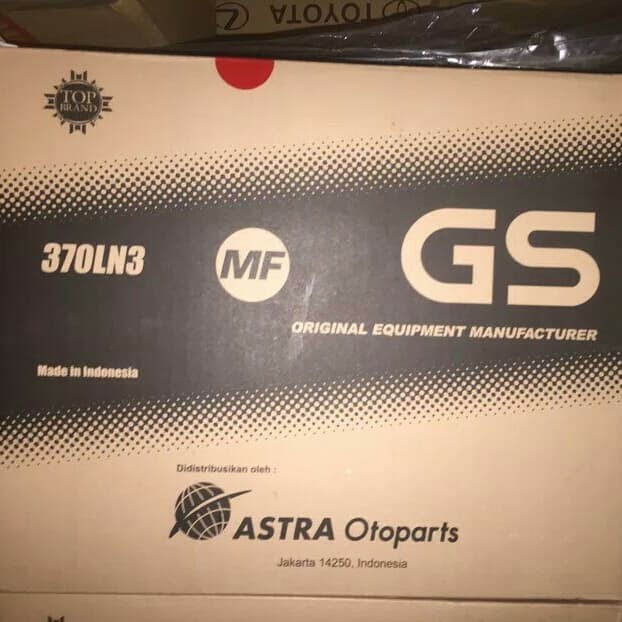 TOYOTA
TOP
BRAND
370LN3
MF
GS
ORIGINAL EQUIPMENT MANUFACTURER
Made in Indonesia
Didistribusikan oleh :
ASTRA Otoparts
Jakarta 14250, Indonesia